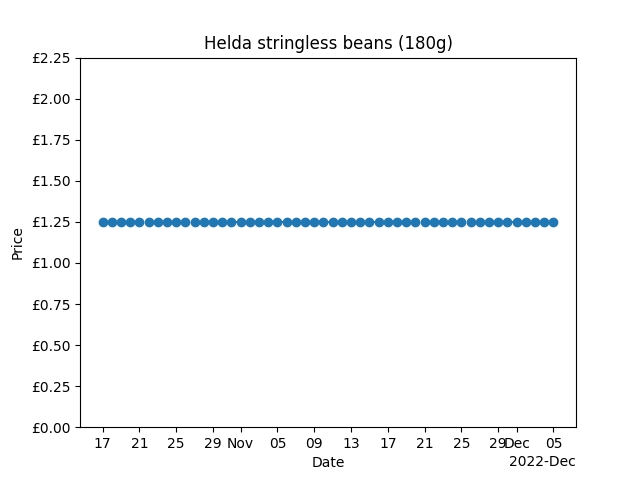 Helda stringless beans (180g)
£2.25
£2.00
£1.75
£1.50
£1.25
£1.00
£0.75
£0.50
£0.25
£0.00
Price
17 21 25 29 Nov 05 09 13 17 21 25 29 Dec 05
Date
2022-Dec